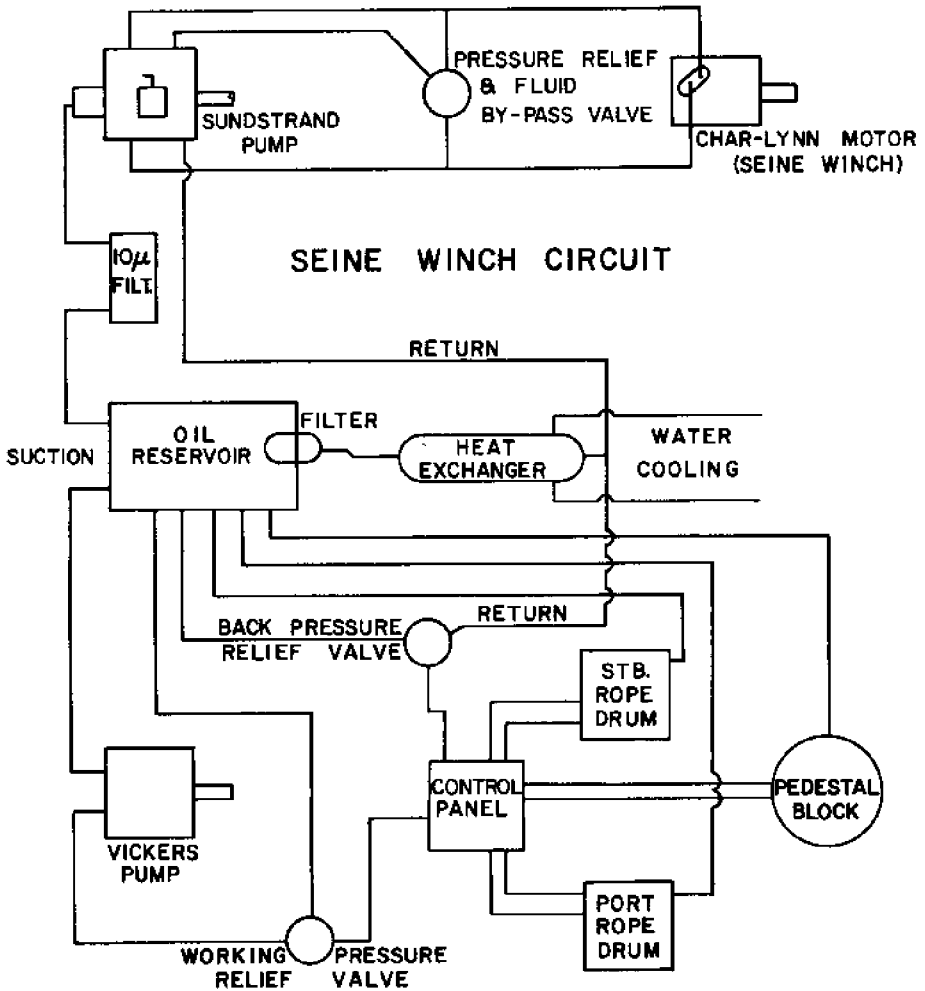 PRESSURE RELIEF
& FLUID
BY-PASS VALVE
SUNDSTRAND
PUMP
CHAR-LYNN MOTOR
(SEINE WINCH)
10µ
FILT.
SEINE WINCH CIRCUIT
RETURN
FILTER
OIL
RESERVOIR
SUCTION
HEAT
EXCHANGER
WATER
COOLING
RETURN
BACK PRESSURE
RELIEF VALVE
STB.
ROPE
DRUM
CONTROL
PANEL
PEDESTAL
BLOCK
VICKERS
PUMP
PORT
ROPE
DRUM
WORKING PRESSURE
RELIEF VALVE